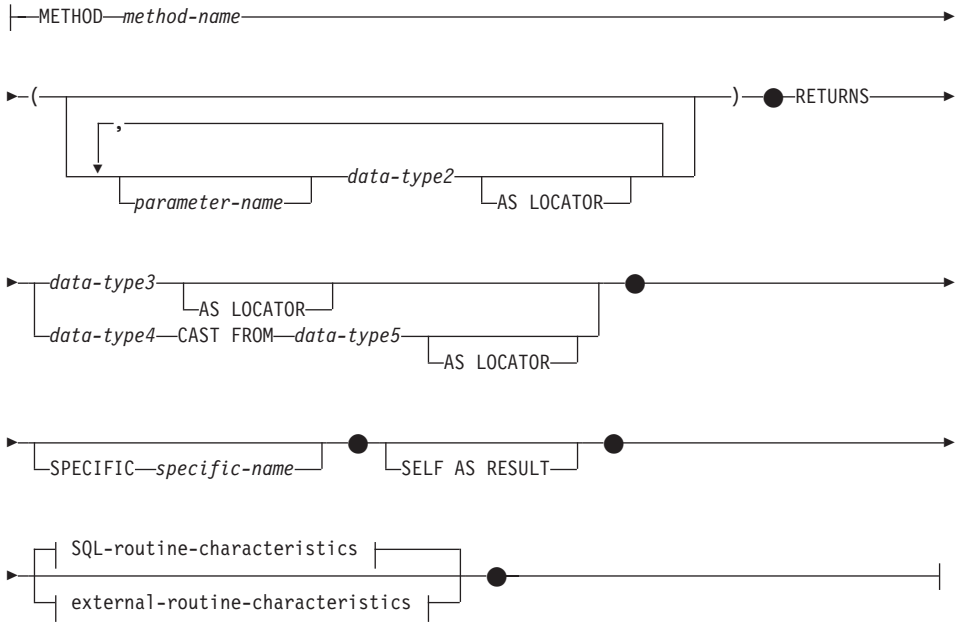 METHOD method-name
( ) RETURNS
,
data-type2
parameter-name AS LOCATOR
data-type3
AS LOCATOR
data-type4 CAST FROM data-type5
AS LOCATOR
SPECIFIC specific-name SELF AS RESULT
SQL-routine-characteristics
external-routine-characteristics